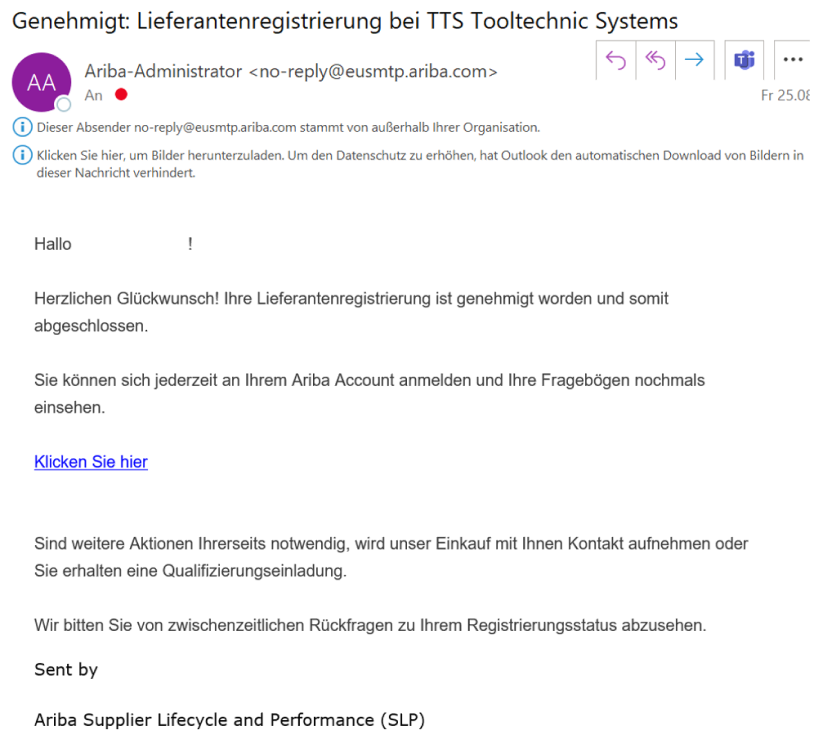 Genehmigt: Lieferantenregistrierung bei TTS Tooltechnic Systems
AA
Ariba-Administrator <no-reply@eusmtp.ariba.com>
An
Fr 25.08
Dieser Absender no-reply@eusmtp.ariba.com stammt von außerhalb Ihrer Organisation.
Klicken Sie hier, um Bilder herunterzuladen. Um den Datenschutz zu erhöhen, hat Outlook den automatischen Download von Bildern in
dieser Nachricht verhindert.
Hallo !
Herzlichen Glückwunsch! Ihre Lieferantenregistrierung ist genehmigt worden und somit
abgeschlossen.
Sie können sich jederzeit an Ihrem Ariba Account anmelden und Ihre Fragebögen nochmals
einsehen.
Klicken Sie hier
Sind weitere Aktionen Ihrerseits notwendig, wird unser Einkauf mit Ihnen Kontakt aufnehmen oder
Sie erhalten eine Qualifizierungseinladung.
Wir bitten Sie von zwischenzeitlichen Rückfragen zu Ihrem Registrierungsstatus abzusehen.
Sent by
Ariba Supplier Lifecycle and Performance (SLP)